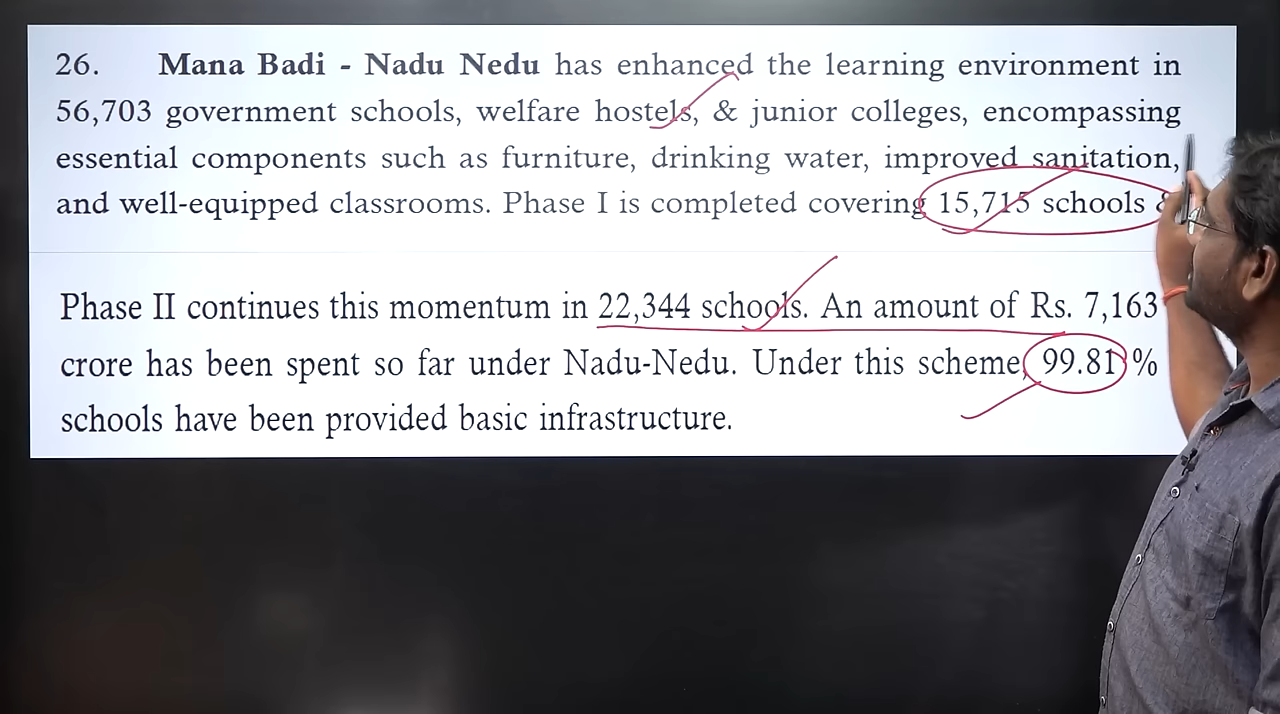 26. Mana Badi - Nadu Nedu has enhanced the learning environment in
56,703 government schools, welfare hostels, & junior colleges, encompassing
essential components such as furniture, drinking water, improved sanitation,
and well-equipped classrooms. Phase I is completed covering 15,715 schools
Phase II continues this momentum in 22,344 schools. An amount of Rs. 7,163
crore has been spent so far under Nadu-Nedu. Under this scheme, 99.81 %
schools have been provided basic infrastructure.